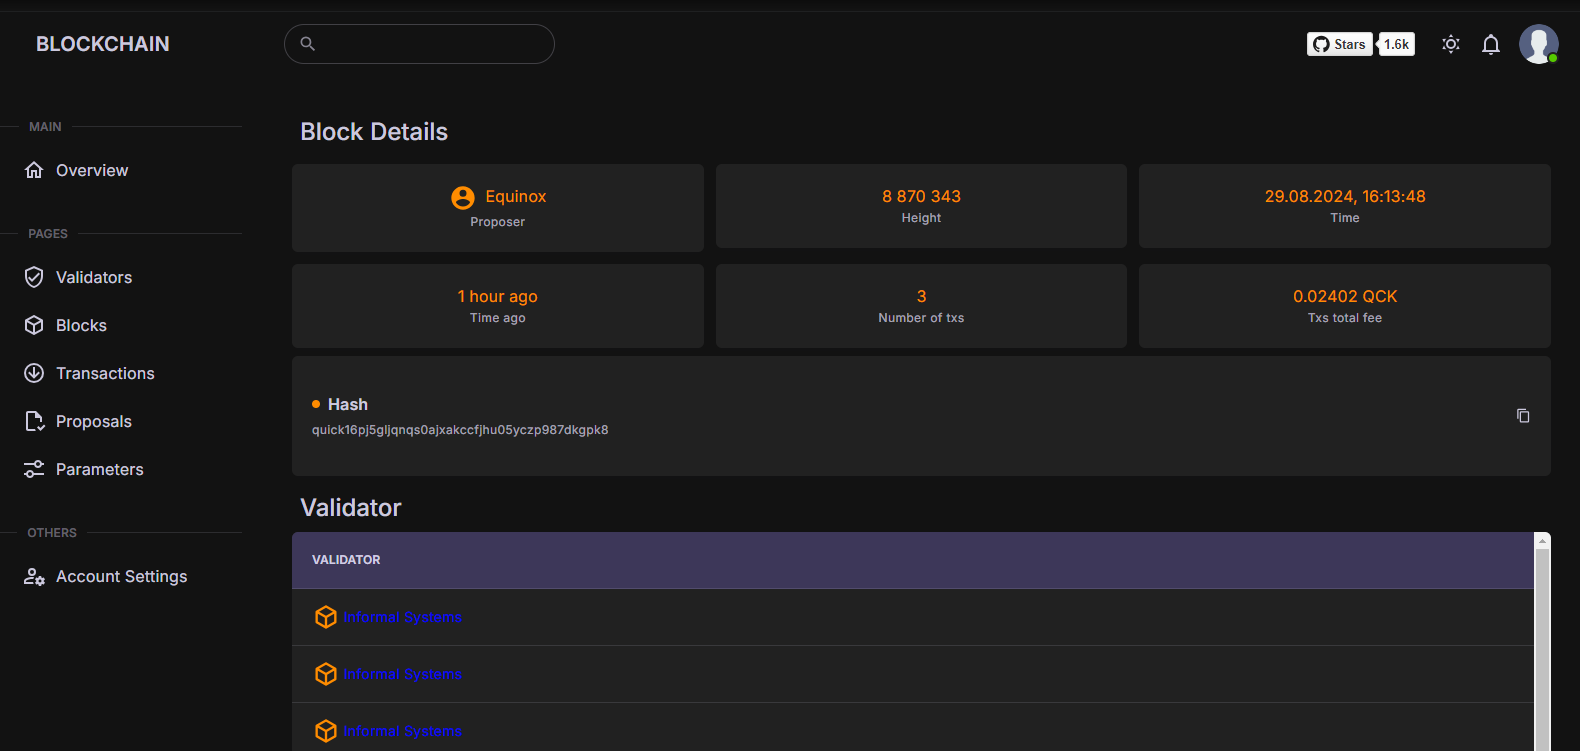 BLOCKCHAIN
Stars 1.6k
MAIN
Overview
PAGES
Validators
Blocks
Transactions
Proposals
Parameters
OTHERS
Account Settings
Block Details
Equinox
Proposer
8 870 343
Height
29.08.2024, 16:13:48
Time
1 hour ago
Time ago
3
Number of txs
0.02402 QCK
Txs total fee
Hash
quick16pj5gljqnqs0ajxakccfjhu05yczp987dkgpk8
Validator
VALIDATOR
Informal Systems
Informal Systems
Informal Systems